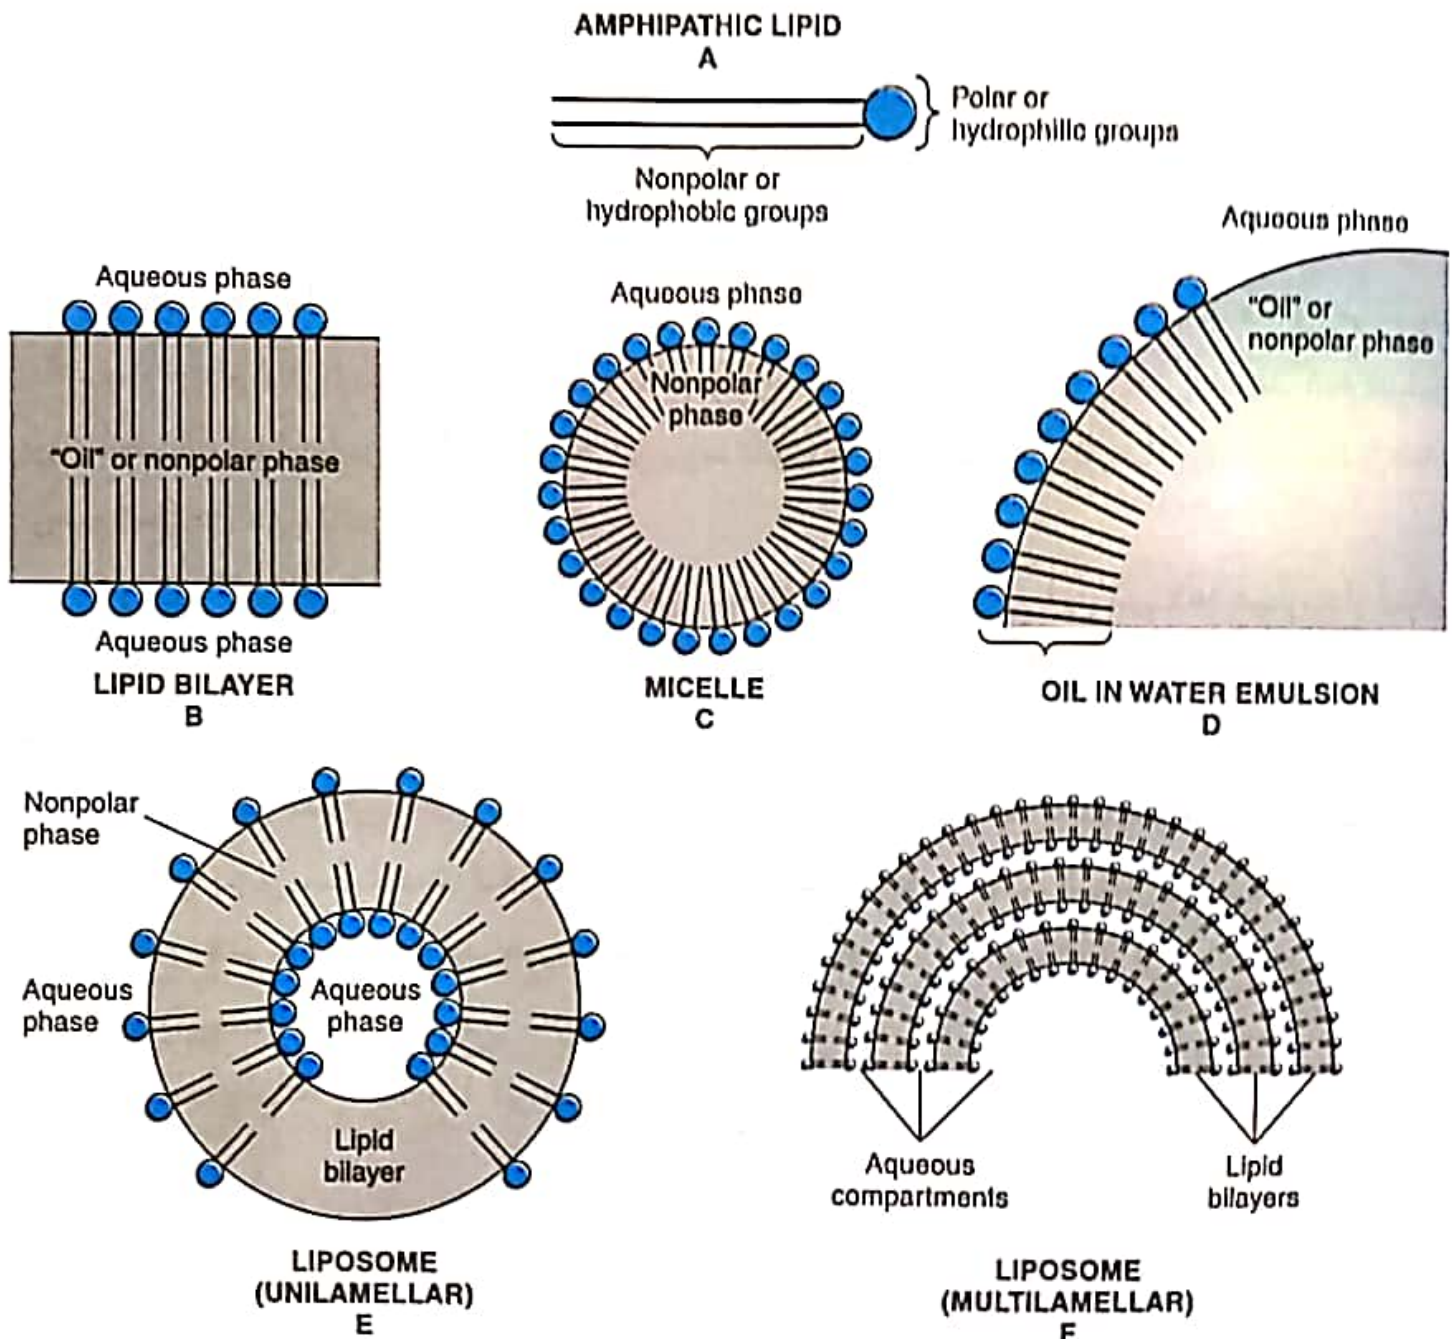 AMPHIPATHIC LIPID
A
Polar or
hydrophilic groups
Nonpolar or
hydrophobic groups
Aqueous phase
"Oil" or nonpolar phase
Aqueous phase
LIPID BILAYER
B
Aqueous phase
Nonpolar
phase
MICELLE
C
Aqueous phase
"Oil" or
nonpolar phase
OIL IN WATER EMULSION
D
Nonpolar
phase
Aqueous
phase
Aqueous
phase
Lipid
bilayer
LIPOSOME
(UNILAMELLAR)
E
Aqueous
compartments
Lipid
bilayers
LIPOSOME
(MULTILAMELLAR)
F